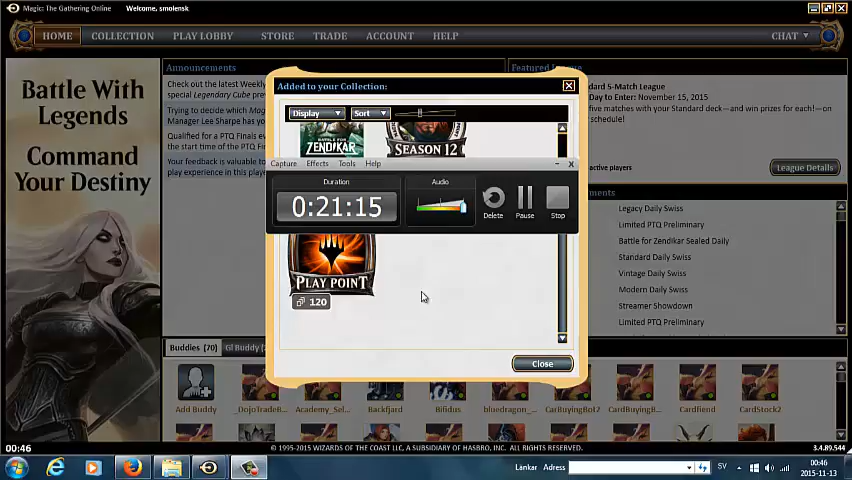 Magic: The Gathering Online Welcome, smolensk
HOME COLLECTION PLAY LOBBY STORE TRADE ACCOUNT HELP CHAT
Battle With
Legends
Command
Your Destiny
Announcements
Check out the latest Weekly
special Legendary Cube
Trying to decide which
Manager Lee Sharpe has
Qualified for a PTQ Finals
the start time of the PTQ
Your feedback is valuable
play experience in this
Added to your Collection:
Display Sort
ZENDIKAR
SEASON 12
Capture Effects Tools Help
Duration
0:21:15
Audio
Delete Pause Stop
PLAY POINT
120
Close
Featured
5-Match League
Day to Enter: November 15, 2015
five matches with your Standard deck—and win prizes for each!—on
schedule!
active players
League Details
Legacy Daily Swiss
Limited PTQ Preliminary
Battle for Zendikar Sealed Daily
Standard Daily Swiss
Vintage Daily Swiss
Modern Daily Swiss
Streamer Showdown
Limited PTQ Preliminary
Buddies (70)
Add Buddy _DojoTradeB... Academy_Sel... Backfjard Bifidus bluedragon_... CarBuyingBot2 CardBuyingB... Cardfiend CardStock2
00:46 © 1995-2015 WIZARDS OF THE COAST LLC, A SUBSIDIARY OF HASBRO, INC. ALL RIGHTS RESERVED. 3.4.89.544
Länkar Adress SV 00:46
2015-11-13